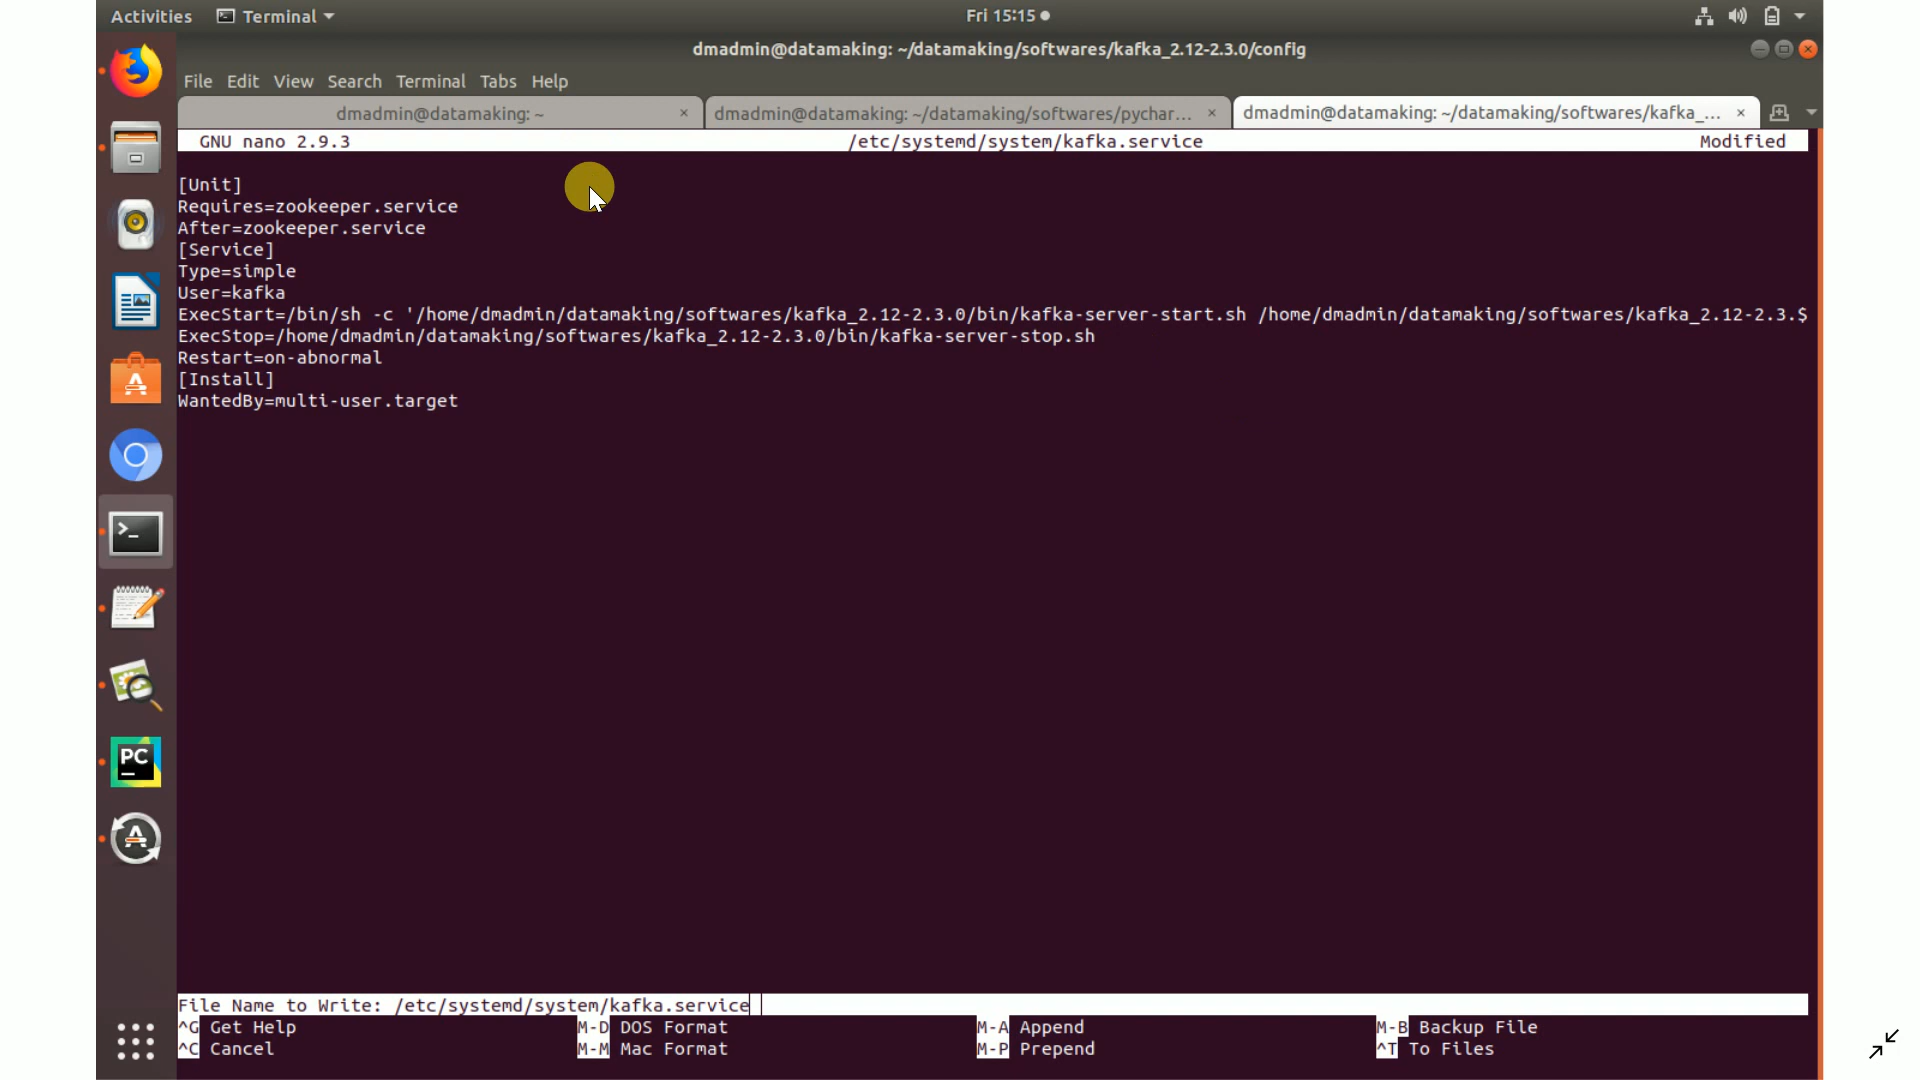 Activities Terminal Fri 15:15
dmadmin@datamaking: ~/datamaking/softwares/kafka_2.12-2.3.0/config
File Edit View Search Terminal Tabs Help
dmadmin@datamaking: ~ × dmadmin@datamaking: ~/datamaking/softwares/pychar... × dmadmin@datamaking: ~/datamaking/softwares/kafka_... ×
GNU nano 2.9.3 /etc/systemd/system/kafka.service Modified
[Unit]
Requires=zookeeper.service
After=zookeeper.service
[Service]
Type=simple
User=kafka
ExecStart=/bin/sh -c '/home/dmadmin/datamaking/softwares/kafka_2.12-2.3.0/bin/kafka-server-start.sh /home/dmadmin/datamaking/softwares/kafka_2.12-2.3.$
ExecStop=/home/dmadmin/datamaking/softwares/kafka_2.12-2.3.0/bin/kafka-server-stop.sh
Restart=on-abnormal
[Install]
WantedBy=multi-user.target
PC
File Name to Write: /etc/systemd/system/kafka.service
^G Get Help M-D DOS Format M-A Append M-B Backup File
^C Cancel M-M Mac Format M-P Prepend ^T To Files